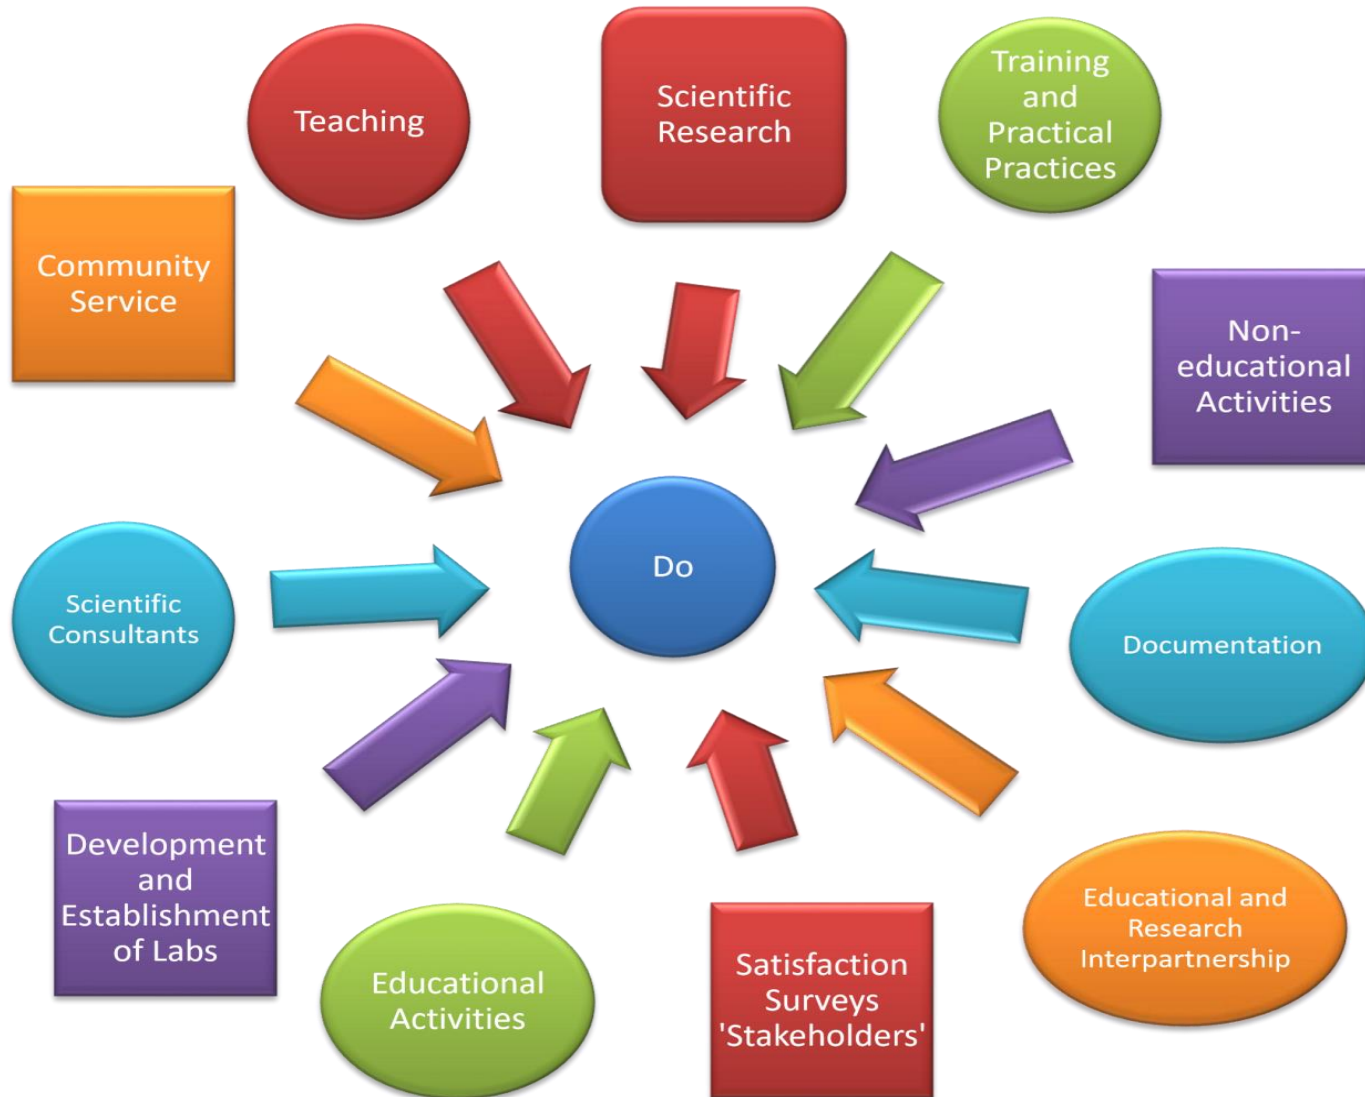 Teaching
Scientific
Research
Training
and
Practical
Practices
Community
Service
Non-
educational
Activities
Do
Scientific
Consultants
Documentation
Development
and
Establishment
of Labs
Educational
Activities
Satisfaction
Surveys
'Stakeholders'
Educational and
Research
Interpartnership